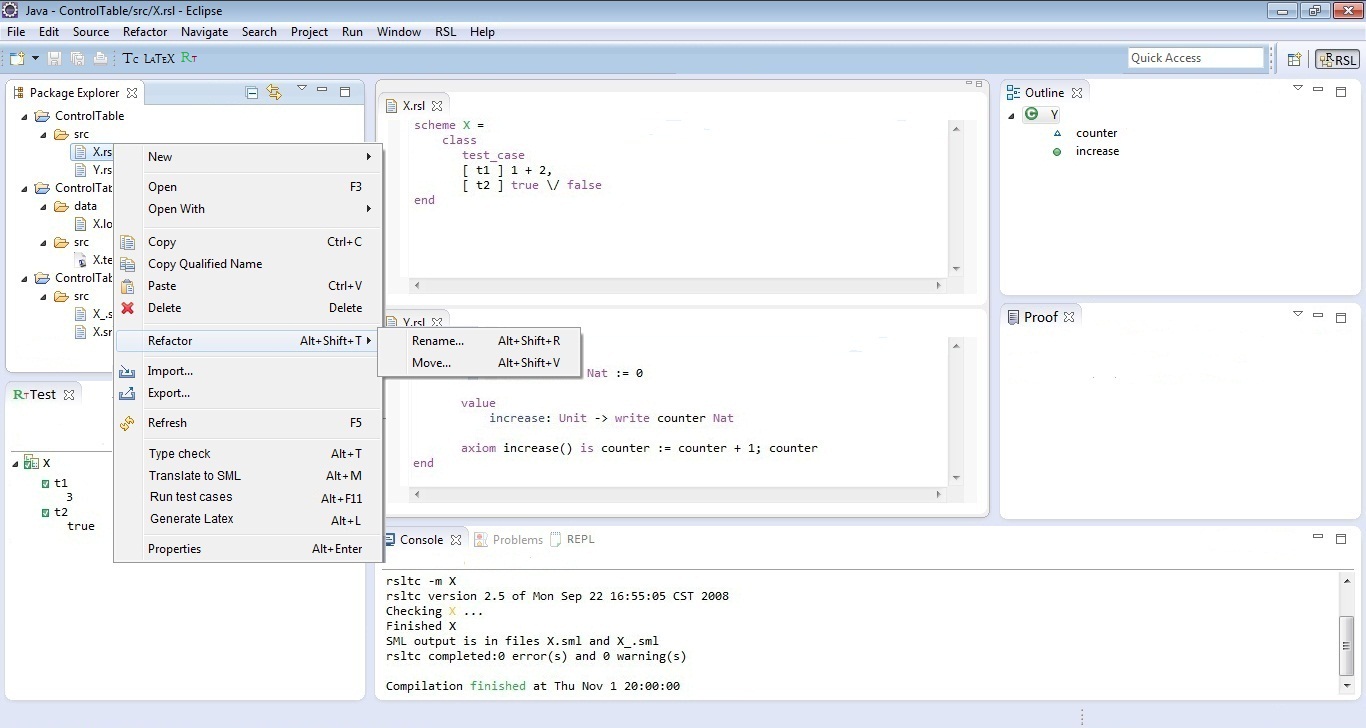 Java - ControlTable/src/X.rsl - Eclipse
File Edit Source Refactor Navigate Search Project Run Window RSL Help
Tc LATEX RT
Quick Access
RSL
Package Explorer
ControlTable
src
X.rs
Y.rs
ControlTab
data
X.lo
src
X.te
ControlTab
src
X_.s
X.sr
New
Open F3
Open With
Copy Ctrl+C
Copy Qualified Name
Paste Ctrl+V
Delete Delete
Refactor Alt+Shift+T
Import...
Export...
Refresh F5
Type check Alt+T
Translate to SML Alt+M
Run test cases Alt+F11
Generate Latex Alt+L
Properties Alt+Enter
Rename... Alt+Shift+R
Move... Alt+Shift+V
RT Test
X
t1
3
t2
true
X.rsl
scheme X =
class
test_case
[ t1 ] 1 + 2,
[ t2 ] true \/ false
end
Y.rsl
Nat := 0
value
increase: Unit -> write counter Nat
axiom increase() is counter := counter + 1; counter
end
Outline
Y
counter
increase
Proof
Console Problems REPL
rsltc -m X
rsltc version 2.5 of Mon Sep 22 16:55:05 CST 2008
Checking X ...
Finished X
SML output is in files X.sml and X_.sml
rsltc completed:0 error(s) and 0 warning(s)
Compilation finished at Thu Nov 1 20:00:00